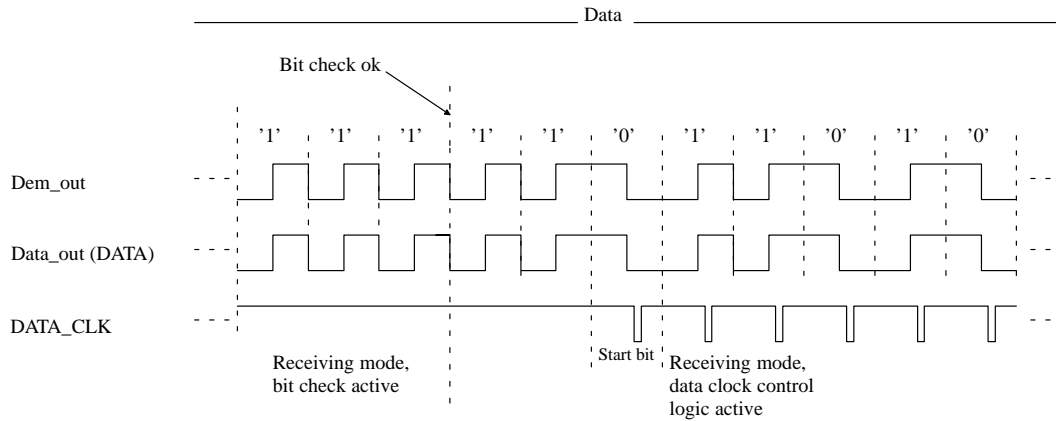 Data
Bit check ok
'1' '1' '1' '1' '1' '0' '1' '1' '0' '1' '0'
Dem_out
Data_out (DATA)
DATA_CLK
Start bit
Receiving mode,
bit check active
Receiving mode,
data clock control
logic active